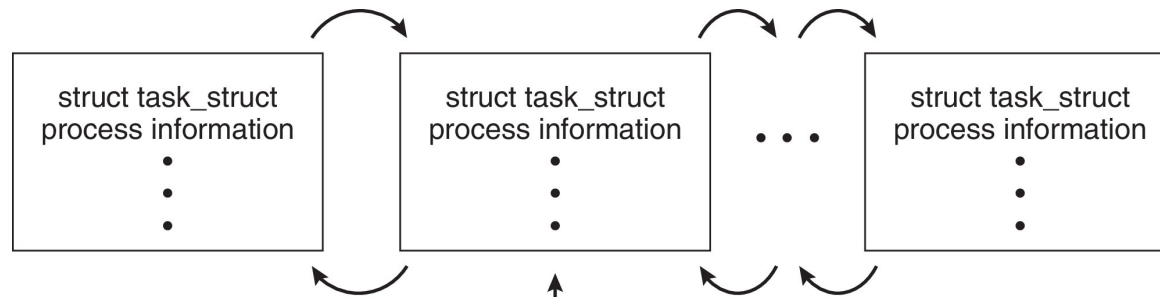 struct task_struct
process information
struct task_struct
process information
struct task_struct
process information